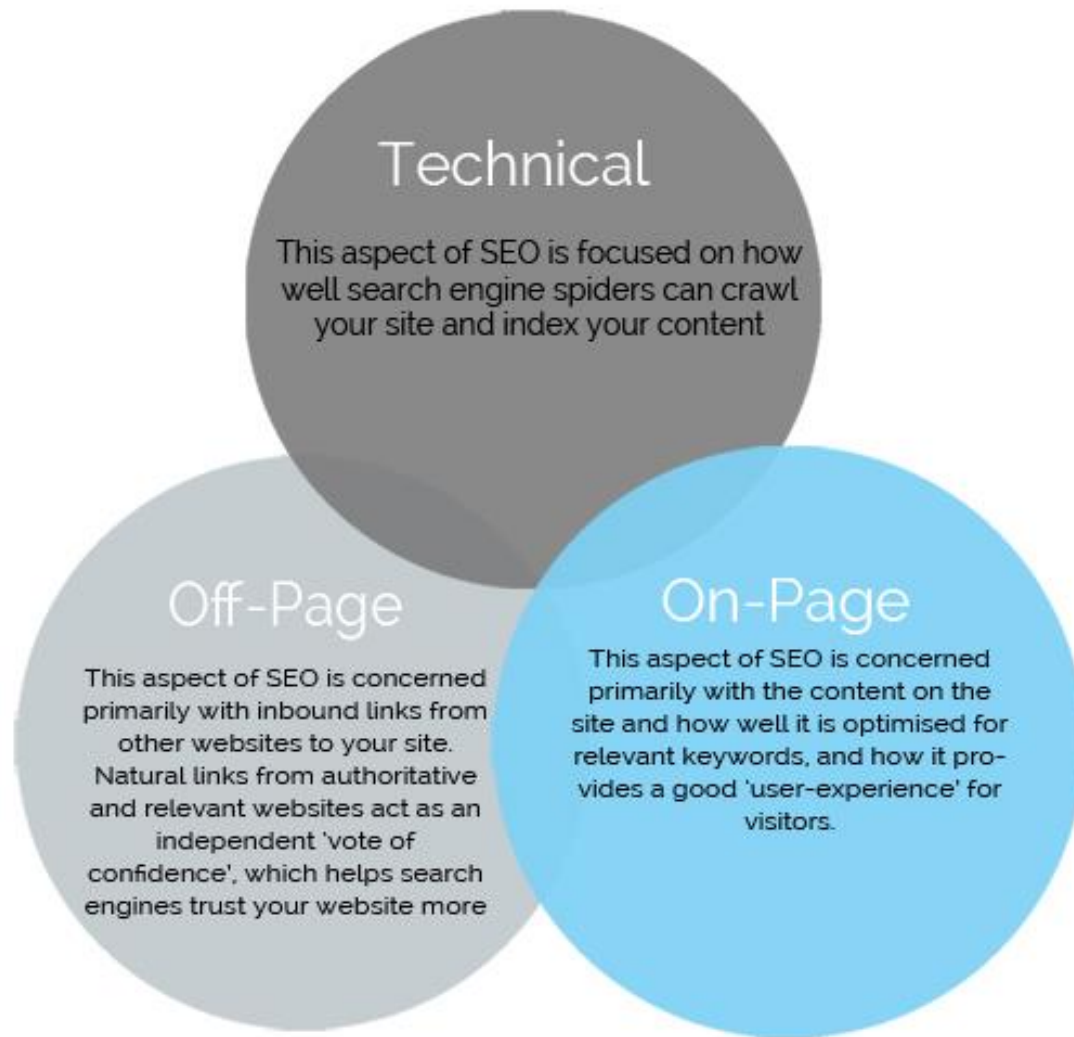 Technical
This aspect of SEO is focused on how
well search engine spiders can crawl
your site and index your content
Off-Page
This aspect of SEO is concerned
primarily with inbound links from
other websites to your site.
Natural links from authoritative
and relevant websites act as an
independent 'vote of
confidence', which helps search
engines trust your website more
On-Page
This aspect of SEO is concerned
primarily with the content on the
site and how well it is optimised for
relevant keywords, and how it pro-
vides a good 'user-experience' for
visitors.